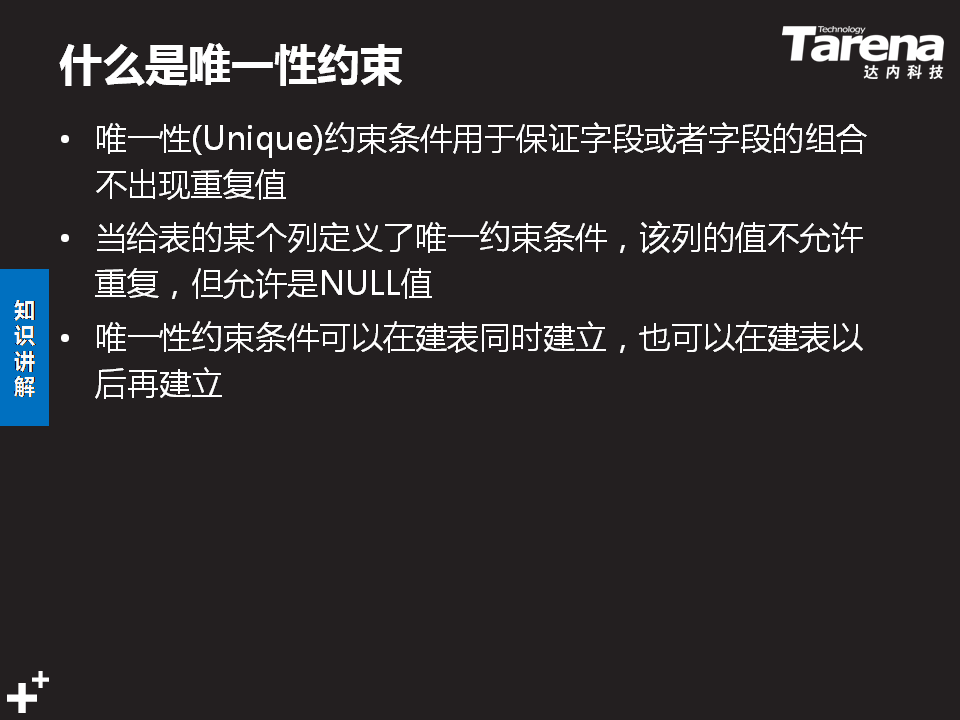 什么是唯一性约束
Technology
Tarena
达内科技
• 唯一性(Unique)约束条件用于保证字段或者字段的组合
不出现重复值
• 当给表的某个列定义了唯一约束条件，该列的值不允许
重复，但允许是NULL值
• 唯一性约束条件可以在建表同时建立，也可以在建表以
后再建立
知
识
讲
解